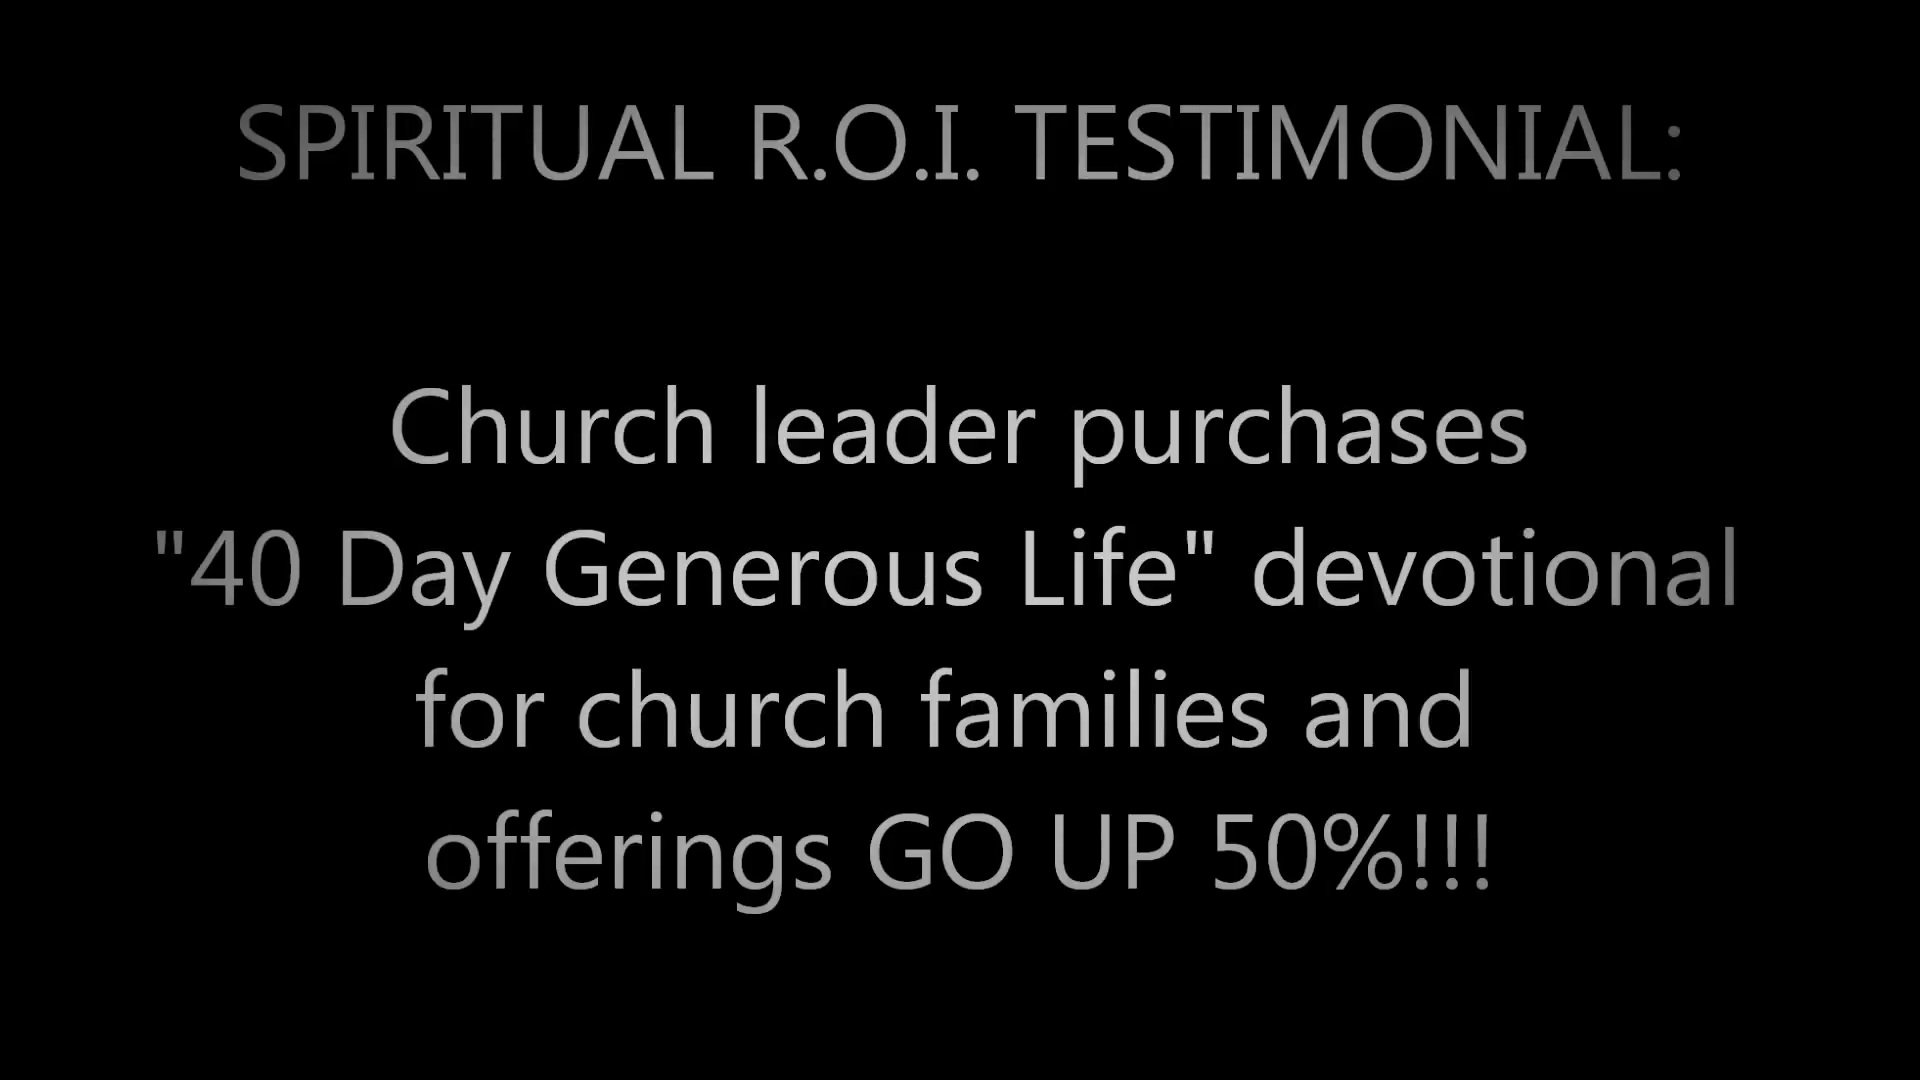 SPIRITUAL R.O.I. TESTIMONIAL:
Church leader purchases
"40 Day Generous Life" devotional
for church families and
offerings GO UP 50%!!!